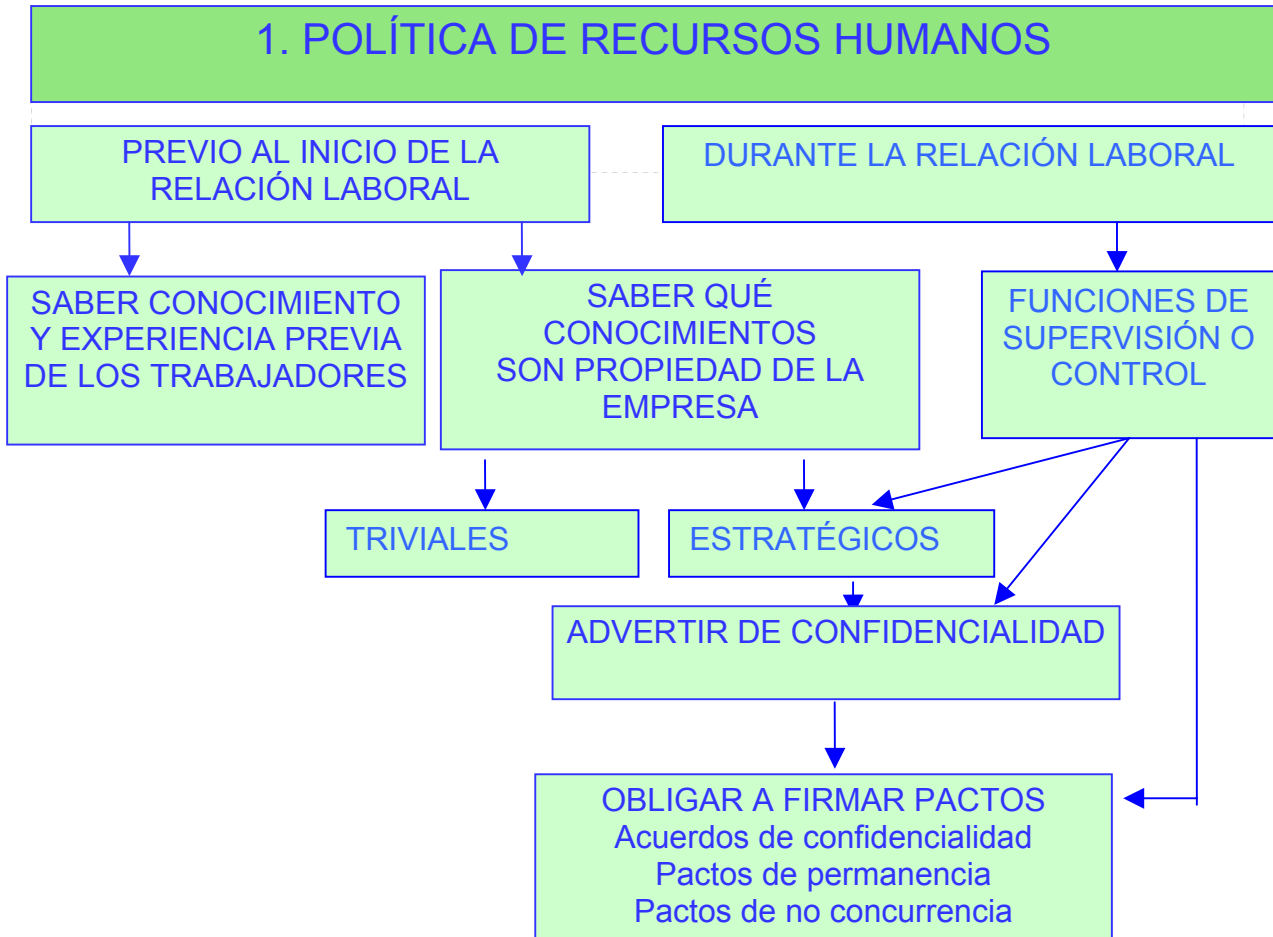 1. POLÍTICA DE RECURSOS HUMANOS
PREVIO AL INICIO DE LA
RELACIÓN LABORAL
DURANTE LA RELACIÓN LABORAL
SABER CONOCIMIENTO
Y EXPERIENCIA PREVIA
DE LOS TRABAJADORES
SABER QUÉ
CONOCIMIENTOS
SON PROPIEDAD DE LA
EMPRESA
FUNCIONES DE
SUPERVISIÓN O
CONTROL
TRIVIALES
ESTRATÉGICOS
ADVERTIR DE CONFIDENCIALIDAD
OBLIGAR A FIRMAR PACTOS
Acuerdos de confidencialidad
Pactos de permanencia
Pactos de no concurrencia